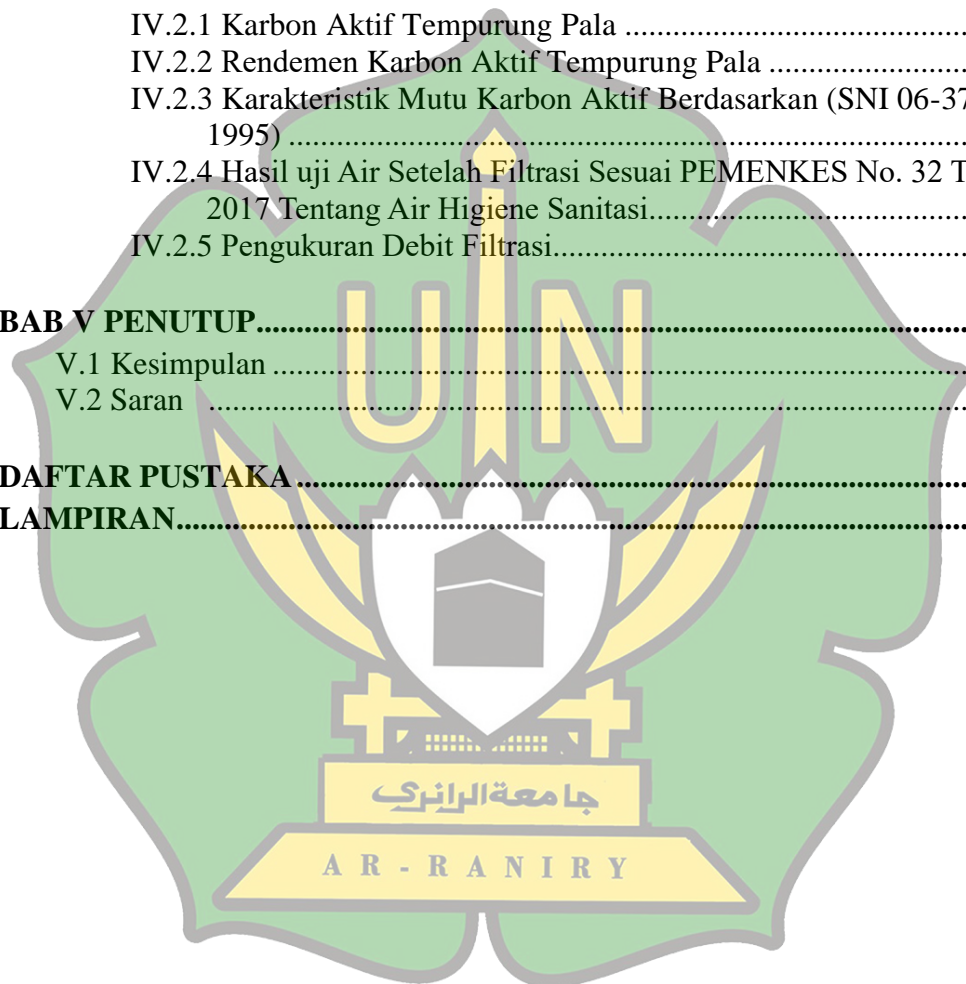 IV.2.1 Karbon Aktif Tempurung Pala ..........................................
IV.2.2 Rendemen Karbon Aktif Tempurung Pala ........................
IV.2.3 Karakteristik Mutu Karbon Aktif Berdasarkan (SNI 06-37
1995) .........................................................................................
IV.2.4 Hasil uji Air Setelah Filtrasi Sesuai PEMENKES No. 32 T
2017 Tentang Air Higiene Sanitasi........................................
IV.2.5 Pengukuran Debit Filtrasi.....................................................
BAB V PENUTUP...............................................................................
V.1 Kesimpulan ................................................................................
V.2 Saran ................................................................................
DAFTAR PUSTAKA ........................................................................
LAMPIRAN........................................................................................
UIN
جامعة الرانري
AR-RANIRY